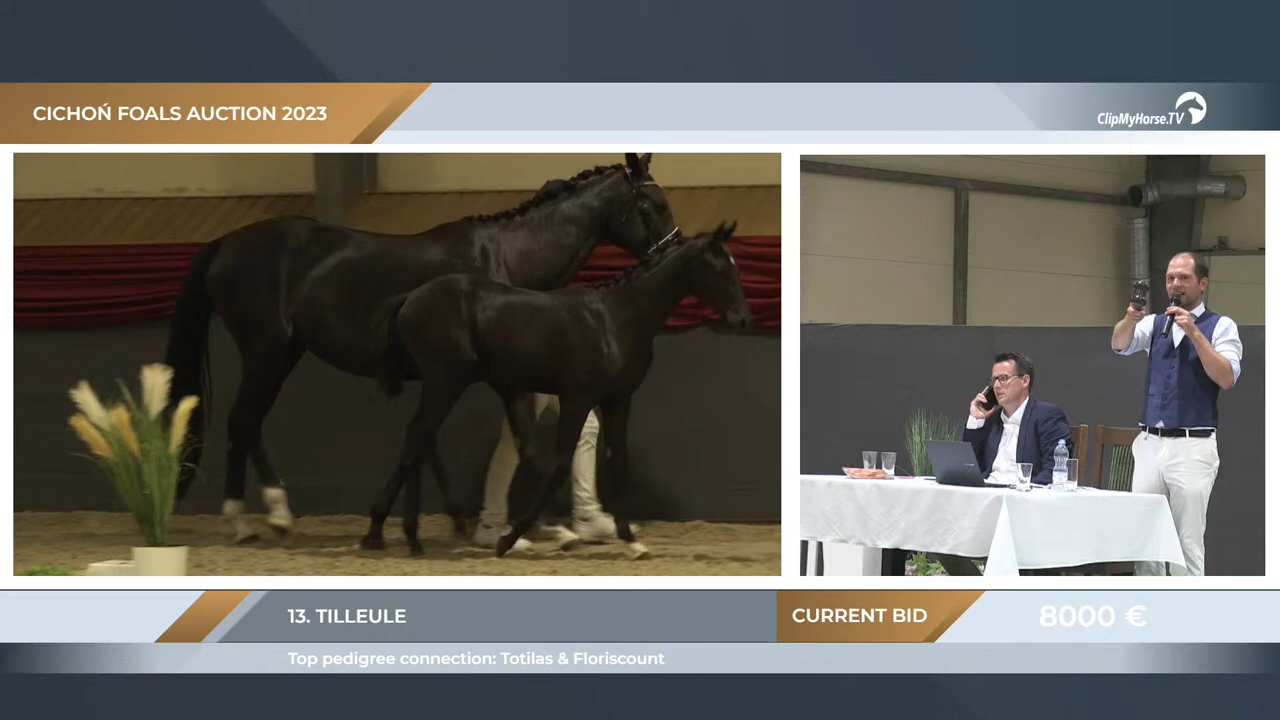 CICHOŃ FOALS AUCTION 2023
ClipMyHorse.TV
13. TILLEULE
CURRENT BID
8000 €
Top pedigree connection: Totilas & Floriscount